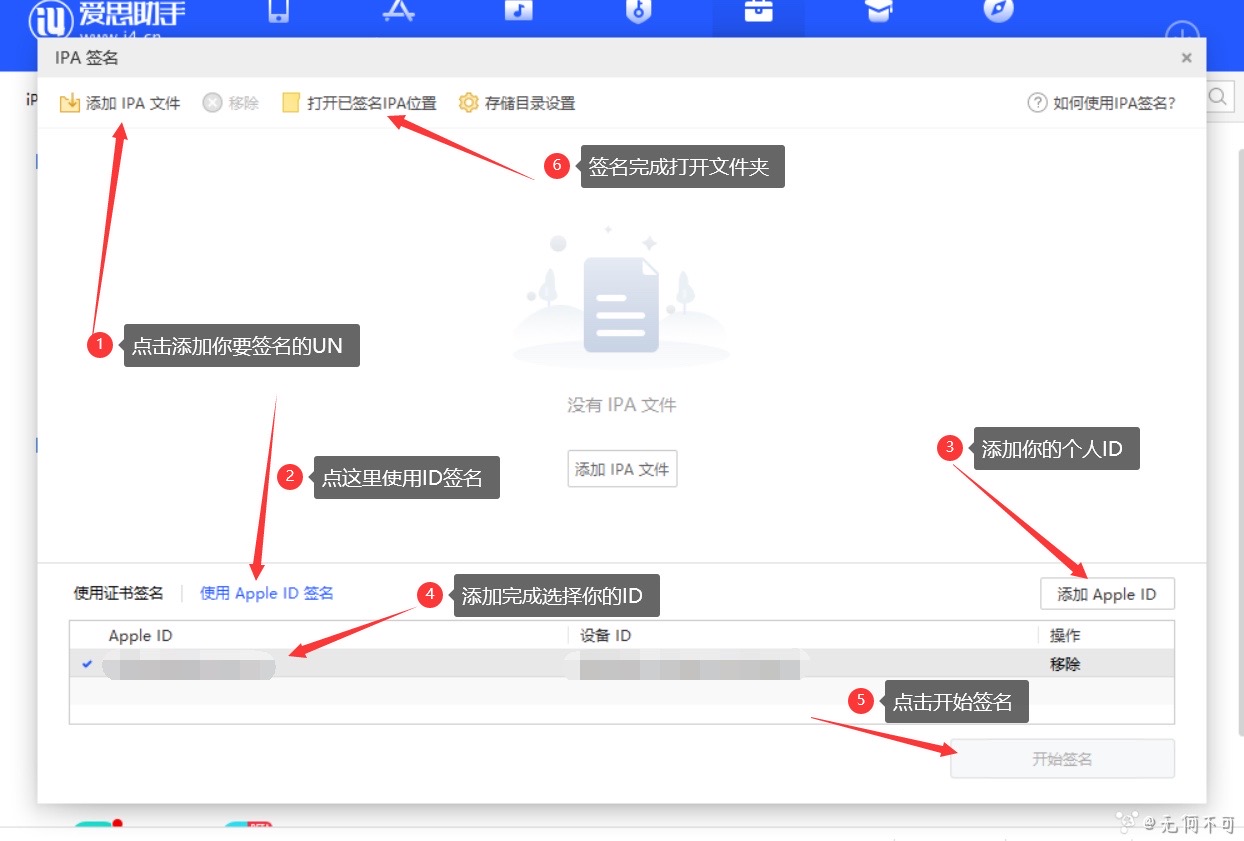 爱思助手
www.i4.cn
IPA 签名
添加 IPA 文件
移除
打开已签名IPA位置
存储目录设置
如何使用IPA签名?
6 签名完成打开文件夹
1 点击添加你要签名的UN
没有 IPA 文件
3 添加你的个人ID
添加 IPA 文件
2 点这里使用ID签名
使用证书签名
使用 Apple ID 签名
4 添加完成选择你的ID
添加 Apple ID
Apple ID
设备 ID
操作
移除
5 点击开始签名
开始签名
@无何不可